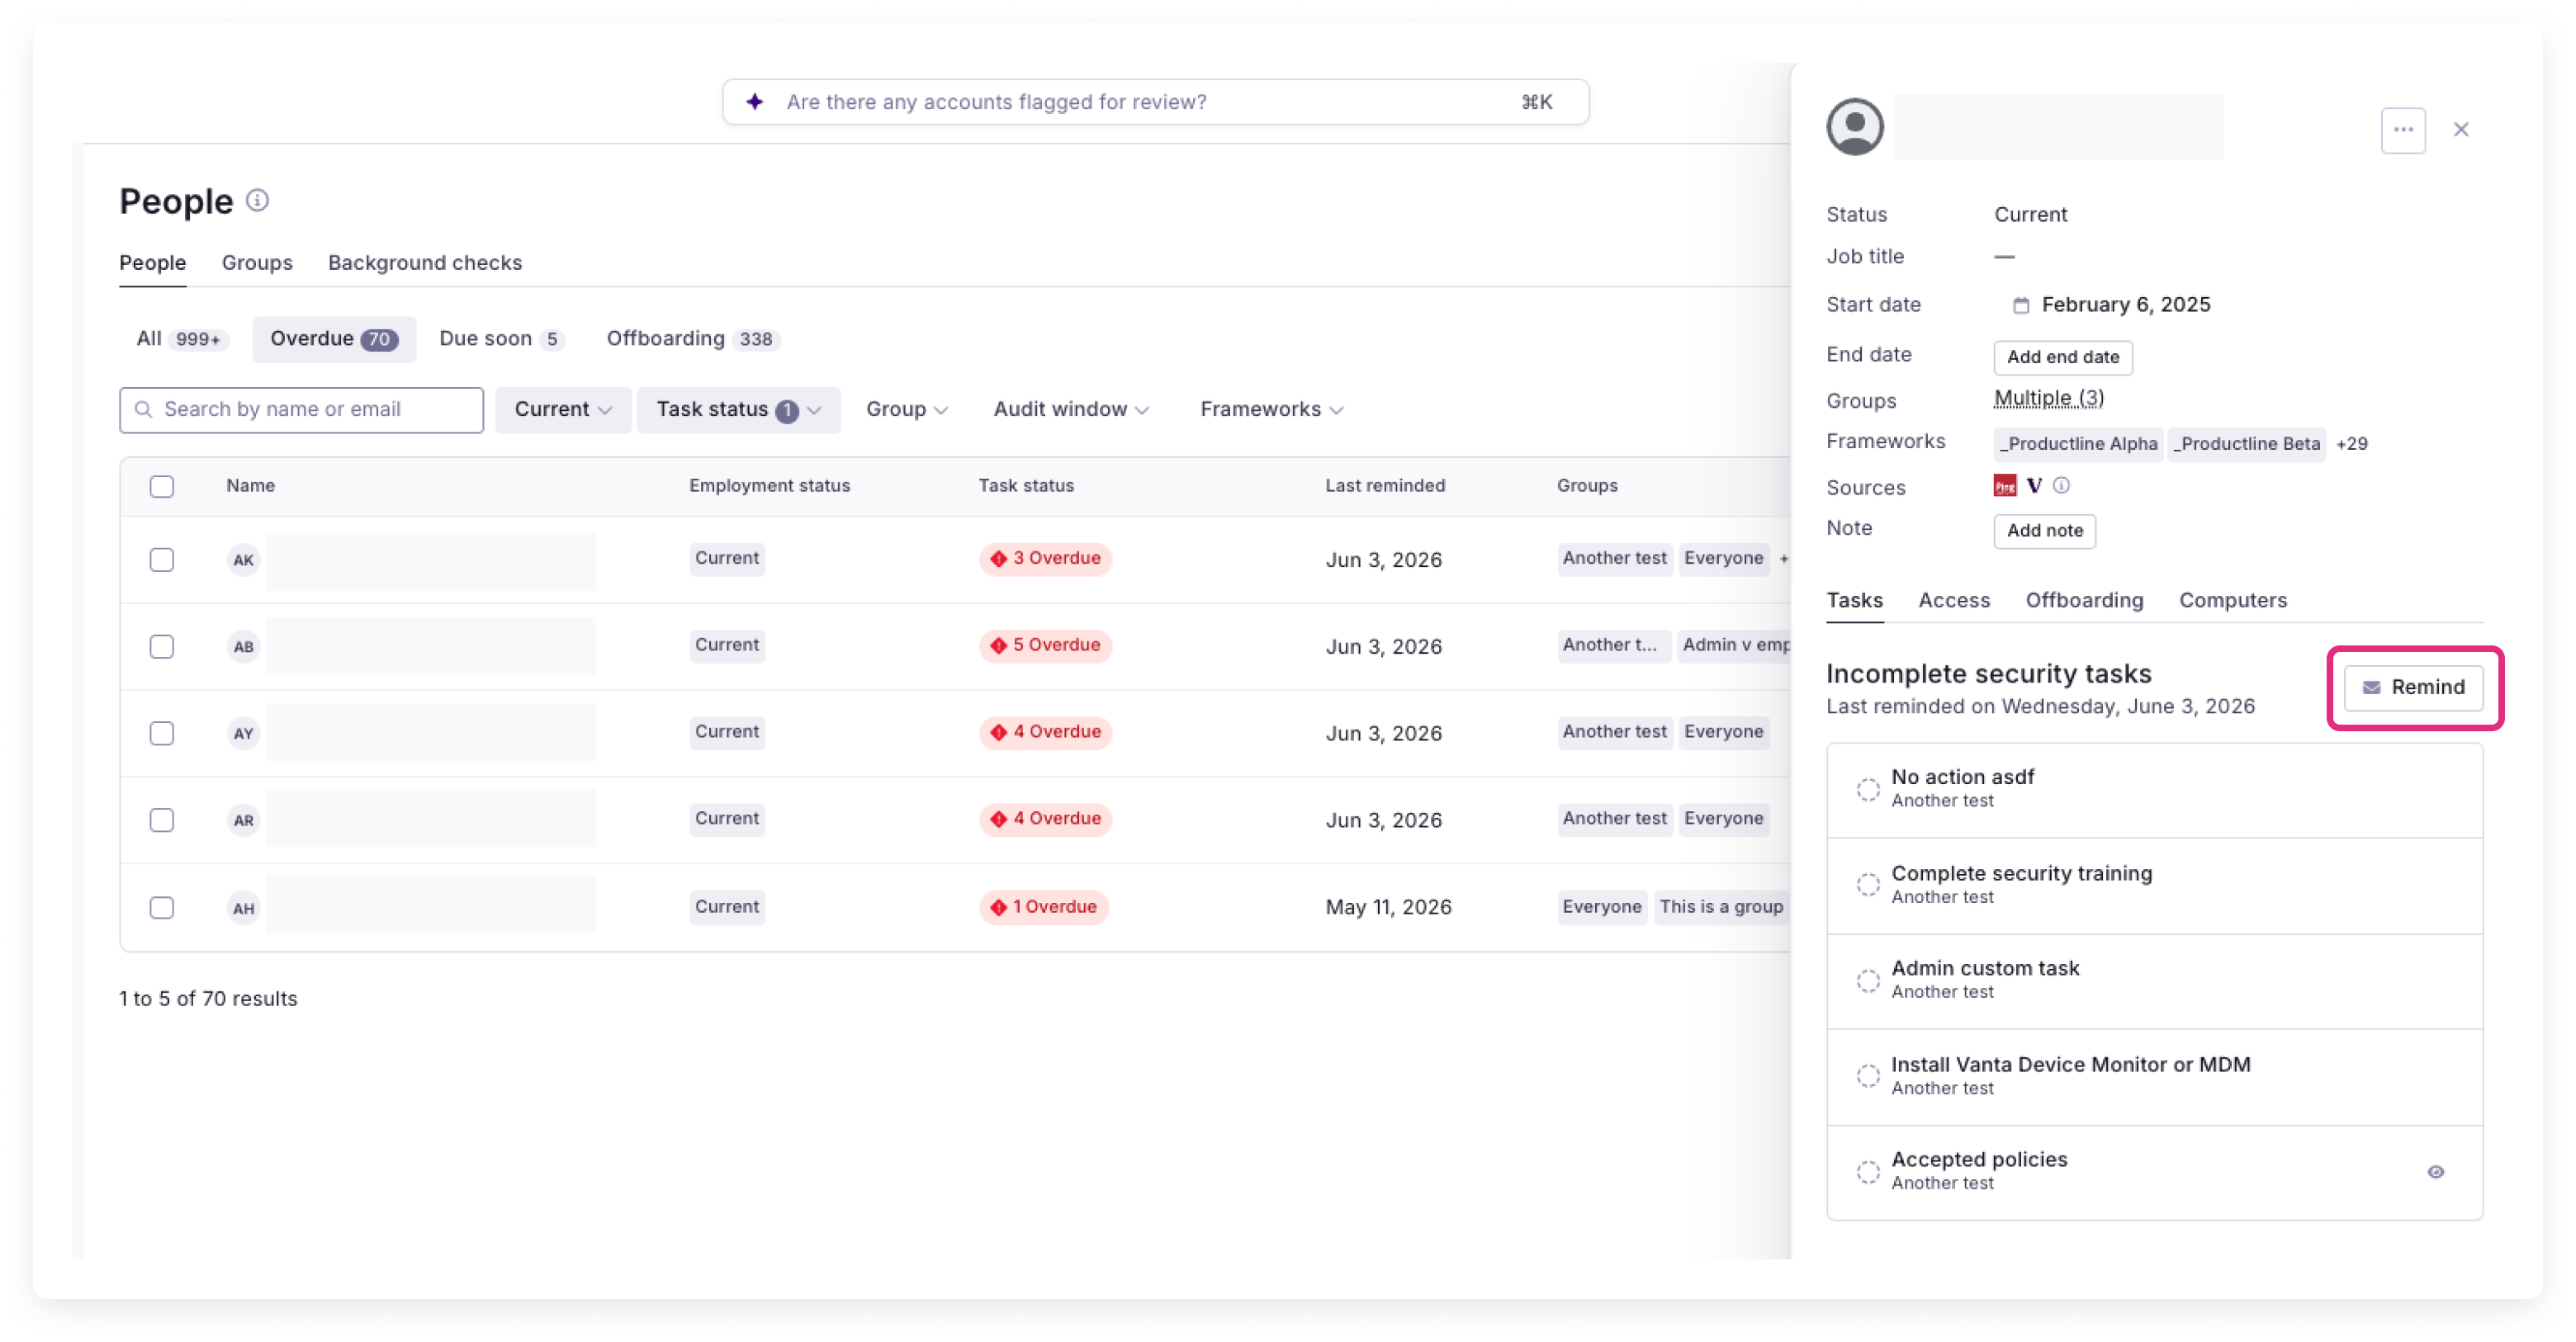 Are there any accounts flagged for review? ⌘K
People
People Groups Background checks
All 999+ Overdue 70 Due soon 5 Offboarding 338
Search by name or email Current Task status 1 Group Audit window Frameworks
Name Employment status Task status Last reminded Groups
AK Current 3 Overdue Jun 3, 2026 Another test Everyone +
AB Current 5 Overdue Jun 3, 2026 Another t... Admin v emp
AY Current 4 Overdue Jun 3, 2026 Another test Everyone
AR Current 4 Overdue Jun 3, 2026 Another test Everyone
AH Current 1 Overdue May 11, 2026 Everyone This is a group
1 to 5 of 70 results
Status Current
Job title —
Start date February 6, 2025
End date Add end date
Groups Multiple (3)
Frameworks _Productline Alpha _Productline Beta +29
Sources Ping V
Note Add note
Tasks Access Offboarding Computers
Incomplete security tasks
Last reminded on Wednesday, June 3, 2026
Remind
No action asdf
Another test
Complete security training
Another test
Admin custom task
Another test
Install Vanta Device Monitor or MDM
Another test
Accepted policies
Another test